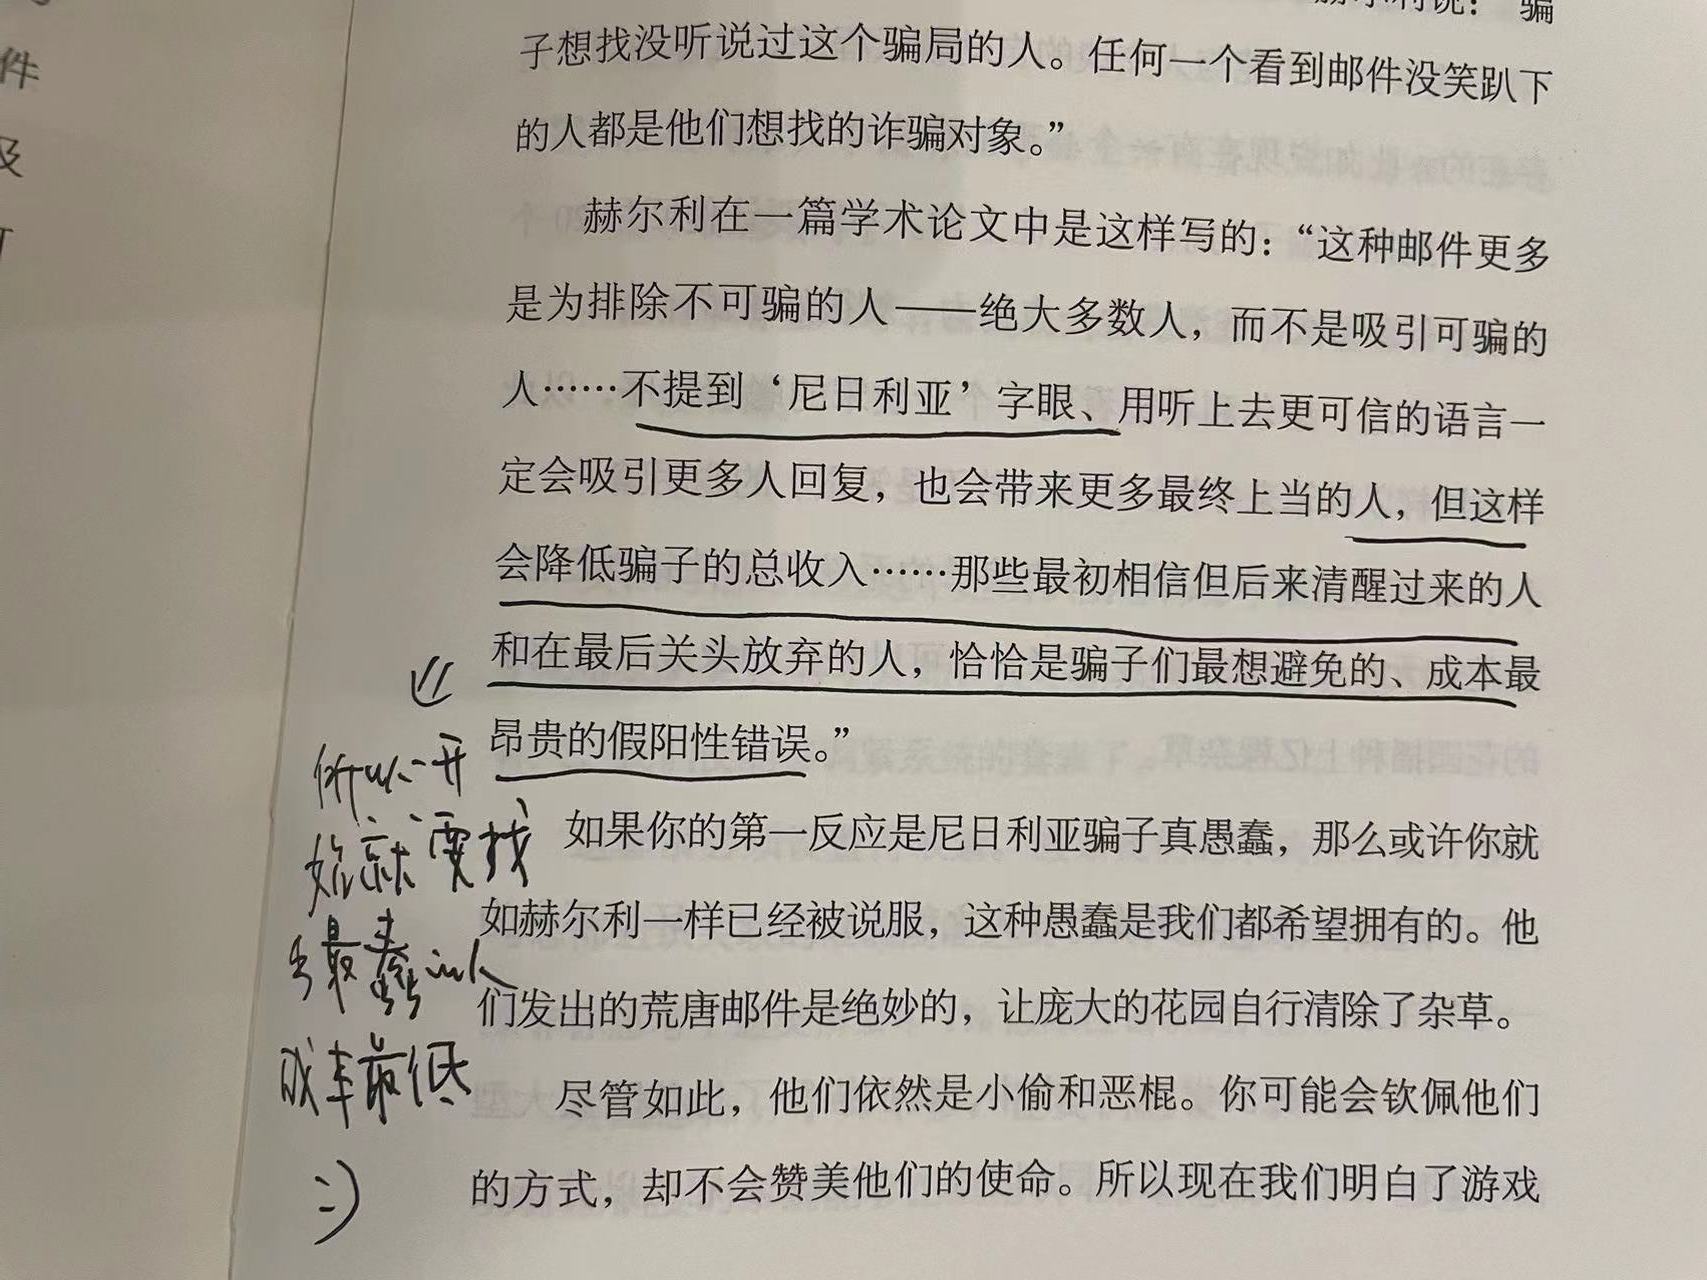 件
及
赫尔利说：“骗
子想找没听说过这个骗局的人。任何一个看到邮件没笑趴下
的人都是他们想找的诈骗对象。”
赫尔利在一篇学术论文中是这样写的：“这种邮件更多
是为排除不可骗的人——绝大多数人，而不是吸引可骗的
人……不提到‘尼日利亚’字眼、用听上去更可信的语言一
定会吸引更多人回复，也会带来更多最终上当的人，但这样
会降低骗子的总收入……那些最初相信但后来清醒过来的人
和在最后关头放弃的人，恰恰是骗子们最想避免的、成本最
昂贵的假阳性错误。”
所以一开
始就要找
最蠢的人
成本最低
:)
如果你的第一反应是尼日利亚骗子真愚蠢，那么或许你就
如赫尔利一样已经被说服，这种愚蠢是我们都希望拥有的。他
们发出的荒唐邮件是绝妙的，让庞大的花园自行清除了杂草。
尽管如此，他们依然是小偷和恶棍。你可能会钦佩他们
的方式，却不会赞美他们的使命。所以现在我们明白了游戏